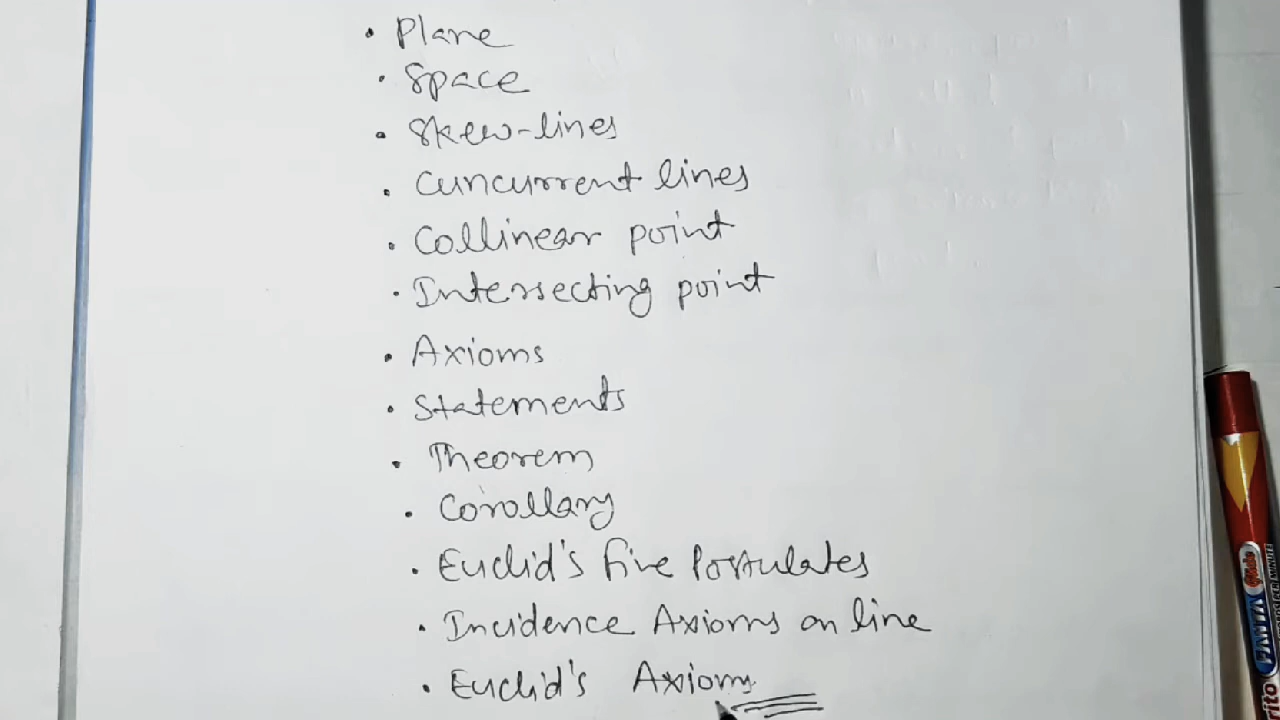 • Plane
• Space
• Skew-lines
• Cuncurrent lines
• Collinear point
• Intersecting point
• Axioms
• Statements
• Theorem
• Corollary
• Euclid's five Postulates
• Incidence Axioms on line
• Euclid's Axioms
FANTA